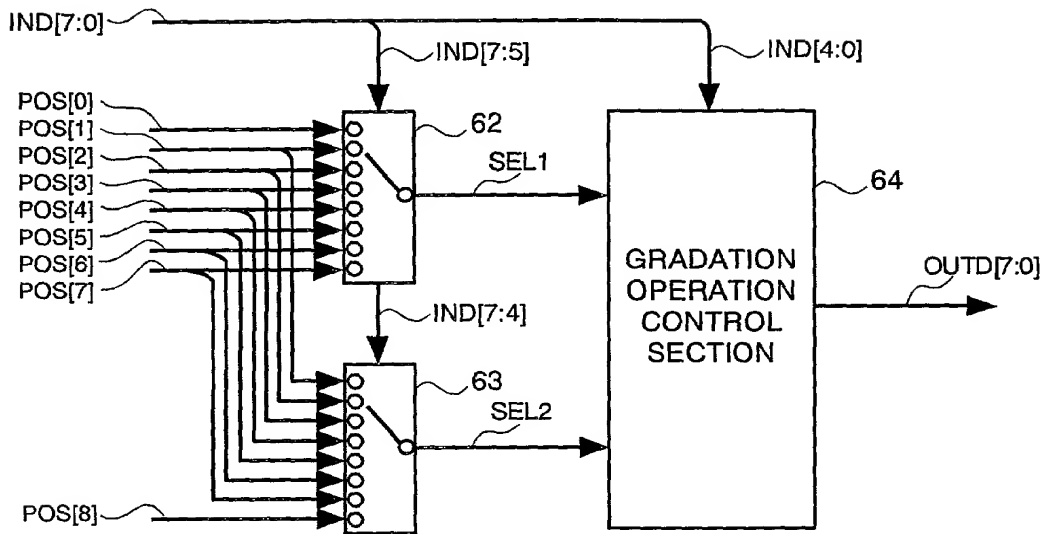 IND[7:0]
IND[7:5]
IND[4:0]
POS[0]
POS[1]
POS[2]
POS[3]
POS[4]
POS[5]
POS[6]
POS[7]
62
SEL1
64
GRADATION
OPERATION
CONTROL
SECTION
OUTD[7:0]
IND[7:4]
63
SEL2
POS[8]